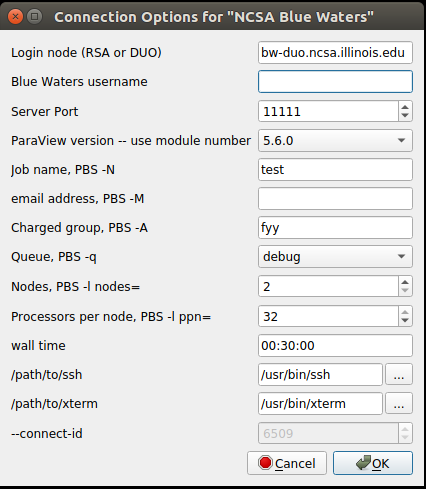 Connection Options for "NCSA Blue Waters"
Login node (RSA or DUO) bw-duo.ncsa.illinois.edu
Blue Waters username
Server Port 11111
ParaView version -- use module number 5.6.0
Job name, PBS -N test
email address, PBS -M
Charged group, PBS -A fyy
Queue, PBS -q debug
Nodes, PBS -l nodes= 2
Processors per node, PBS -l ppn= 32
wall time 00:30:00
/path/to/ssh /usr/bin/ssh ...
/path/to/xterm /usr/bin/xterm ...
--connect-id 6509
Cancel OK